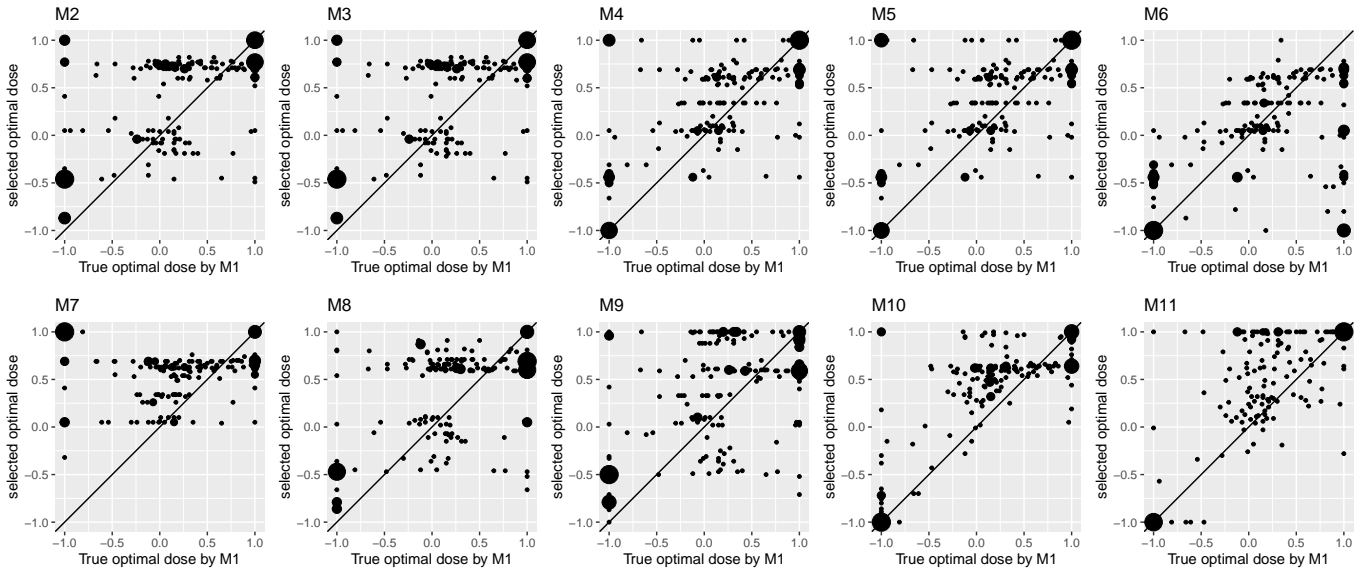 M2 M3 M4 M5 M6
1.0 1.0 1.0 1.0 1.0
0.5 0.5 0.5 0.5 0.5
0.0 0.0 0.0 0.0 0.0
−0.5 −0.5 −0.5 −0.5 −0.5
−1.0 −1.0 −1.0 −1.0 −1.0
selected optimal dose selected optimal dose selected optimal dose selected optimal dose selected optimal dose
−1.0 −0.5 0.0 0.5 1.0 −1.0 −0.5 0.0 0.5 1.0 −1.0 −0.5 0.0 0.5 1.0 −1.0 −0.5 0.0 0.5 1.0 −1.0 −0.5 0.0 0.5 1.0
True optimal dose by M1 True optimal dose by M1 True optimal dose by M1 True optimal dose by M1 True optimal dose by M1
M7 M8 M9 M10 M11
1.0 1.0 1.0 1.0 1.0
0.5 0.5 0.5 0.5 0.5
0.0 0.0 0.0 0.0 0.0
−0.5 −0.5 −0.5 −0.5 −0.5
−1.0 −1.0 −1.0 −1.0 −1.0
selected optimal dose selected optimal dose selected optimal dose selected optimal dose selected optimal dose
−1.0 −0.5 0.0 0.5 1.0 −1.0 −0.5 0.0 0.5 1.0 −1.0 −0.5 0.0 0.5 1.0 −1.0 −0.5 0.0 0.5 1.0 −1.0 −0.5 0.0 0.5 1.0
True optimal dose by M1 True optimal dose by M1 True optimal dose by M1 True optimal dose by M1 True optimal dose by M1